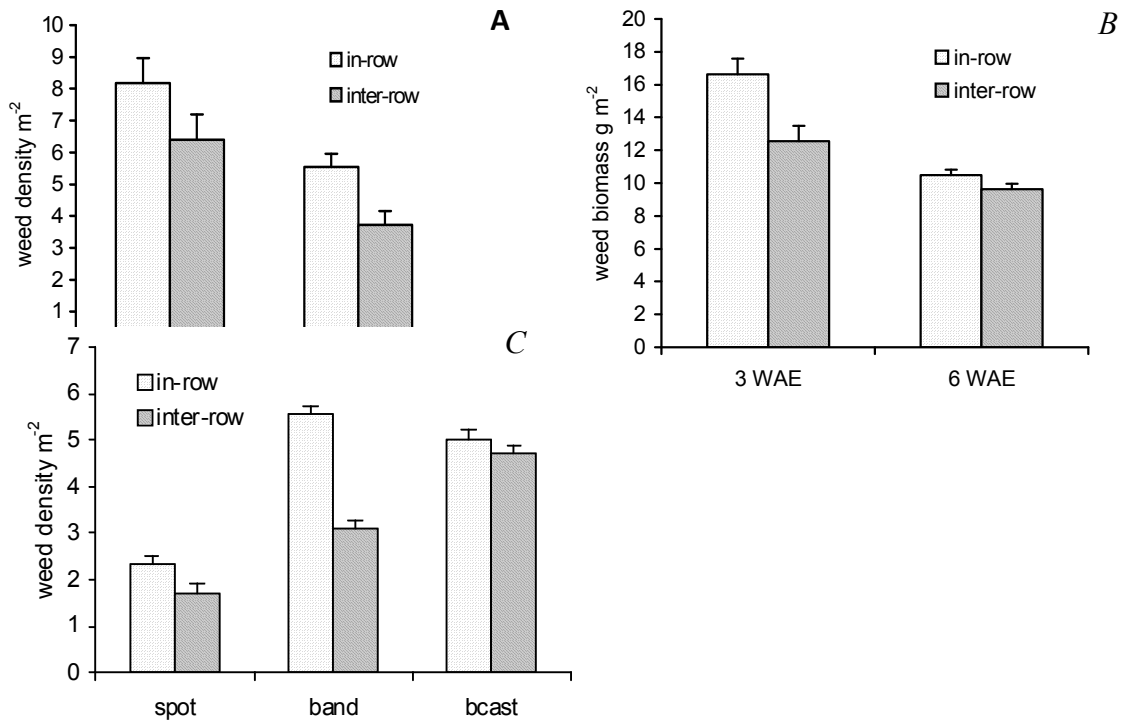 A
10
9
8
7
6
5
4
3
2
1
weed density m-2
in-row
inter-row
B
20
18
16
14
12
10
8
6
4
2
0
weed biomass g m-2
in-row
inter-row
3 WAE 6 WAE
C
7
6
5
4
3
2
1
0
weed density m-2
in-row
inter-row
spot band bcast